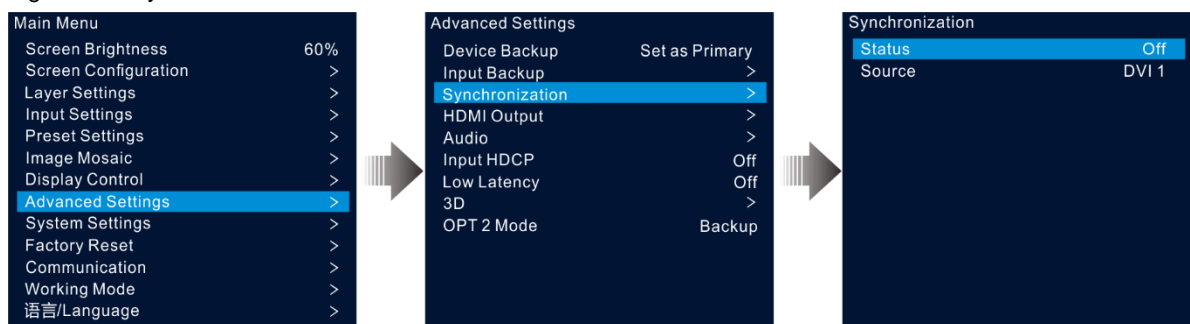 Main Menu
Screen Brightness 60%
Screen Configuration >
Layer Settings >
Input Settings >
Preset Settings >
Image Mosaic >
Display Control >
Advanced Settings >
System Settings >
Factory Reset >
Communication >
Working Mode >
语言/Language >
Advanced Settings
Device Backup Set as Primary
Input Backup >
Synchronization >
HDMI Output >
Audio >
Input HDCP Off
Low Latency Off
3D >
OPT 2 Mode Backup
Synchronization
Status Off
Source DVI 1